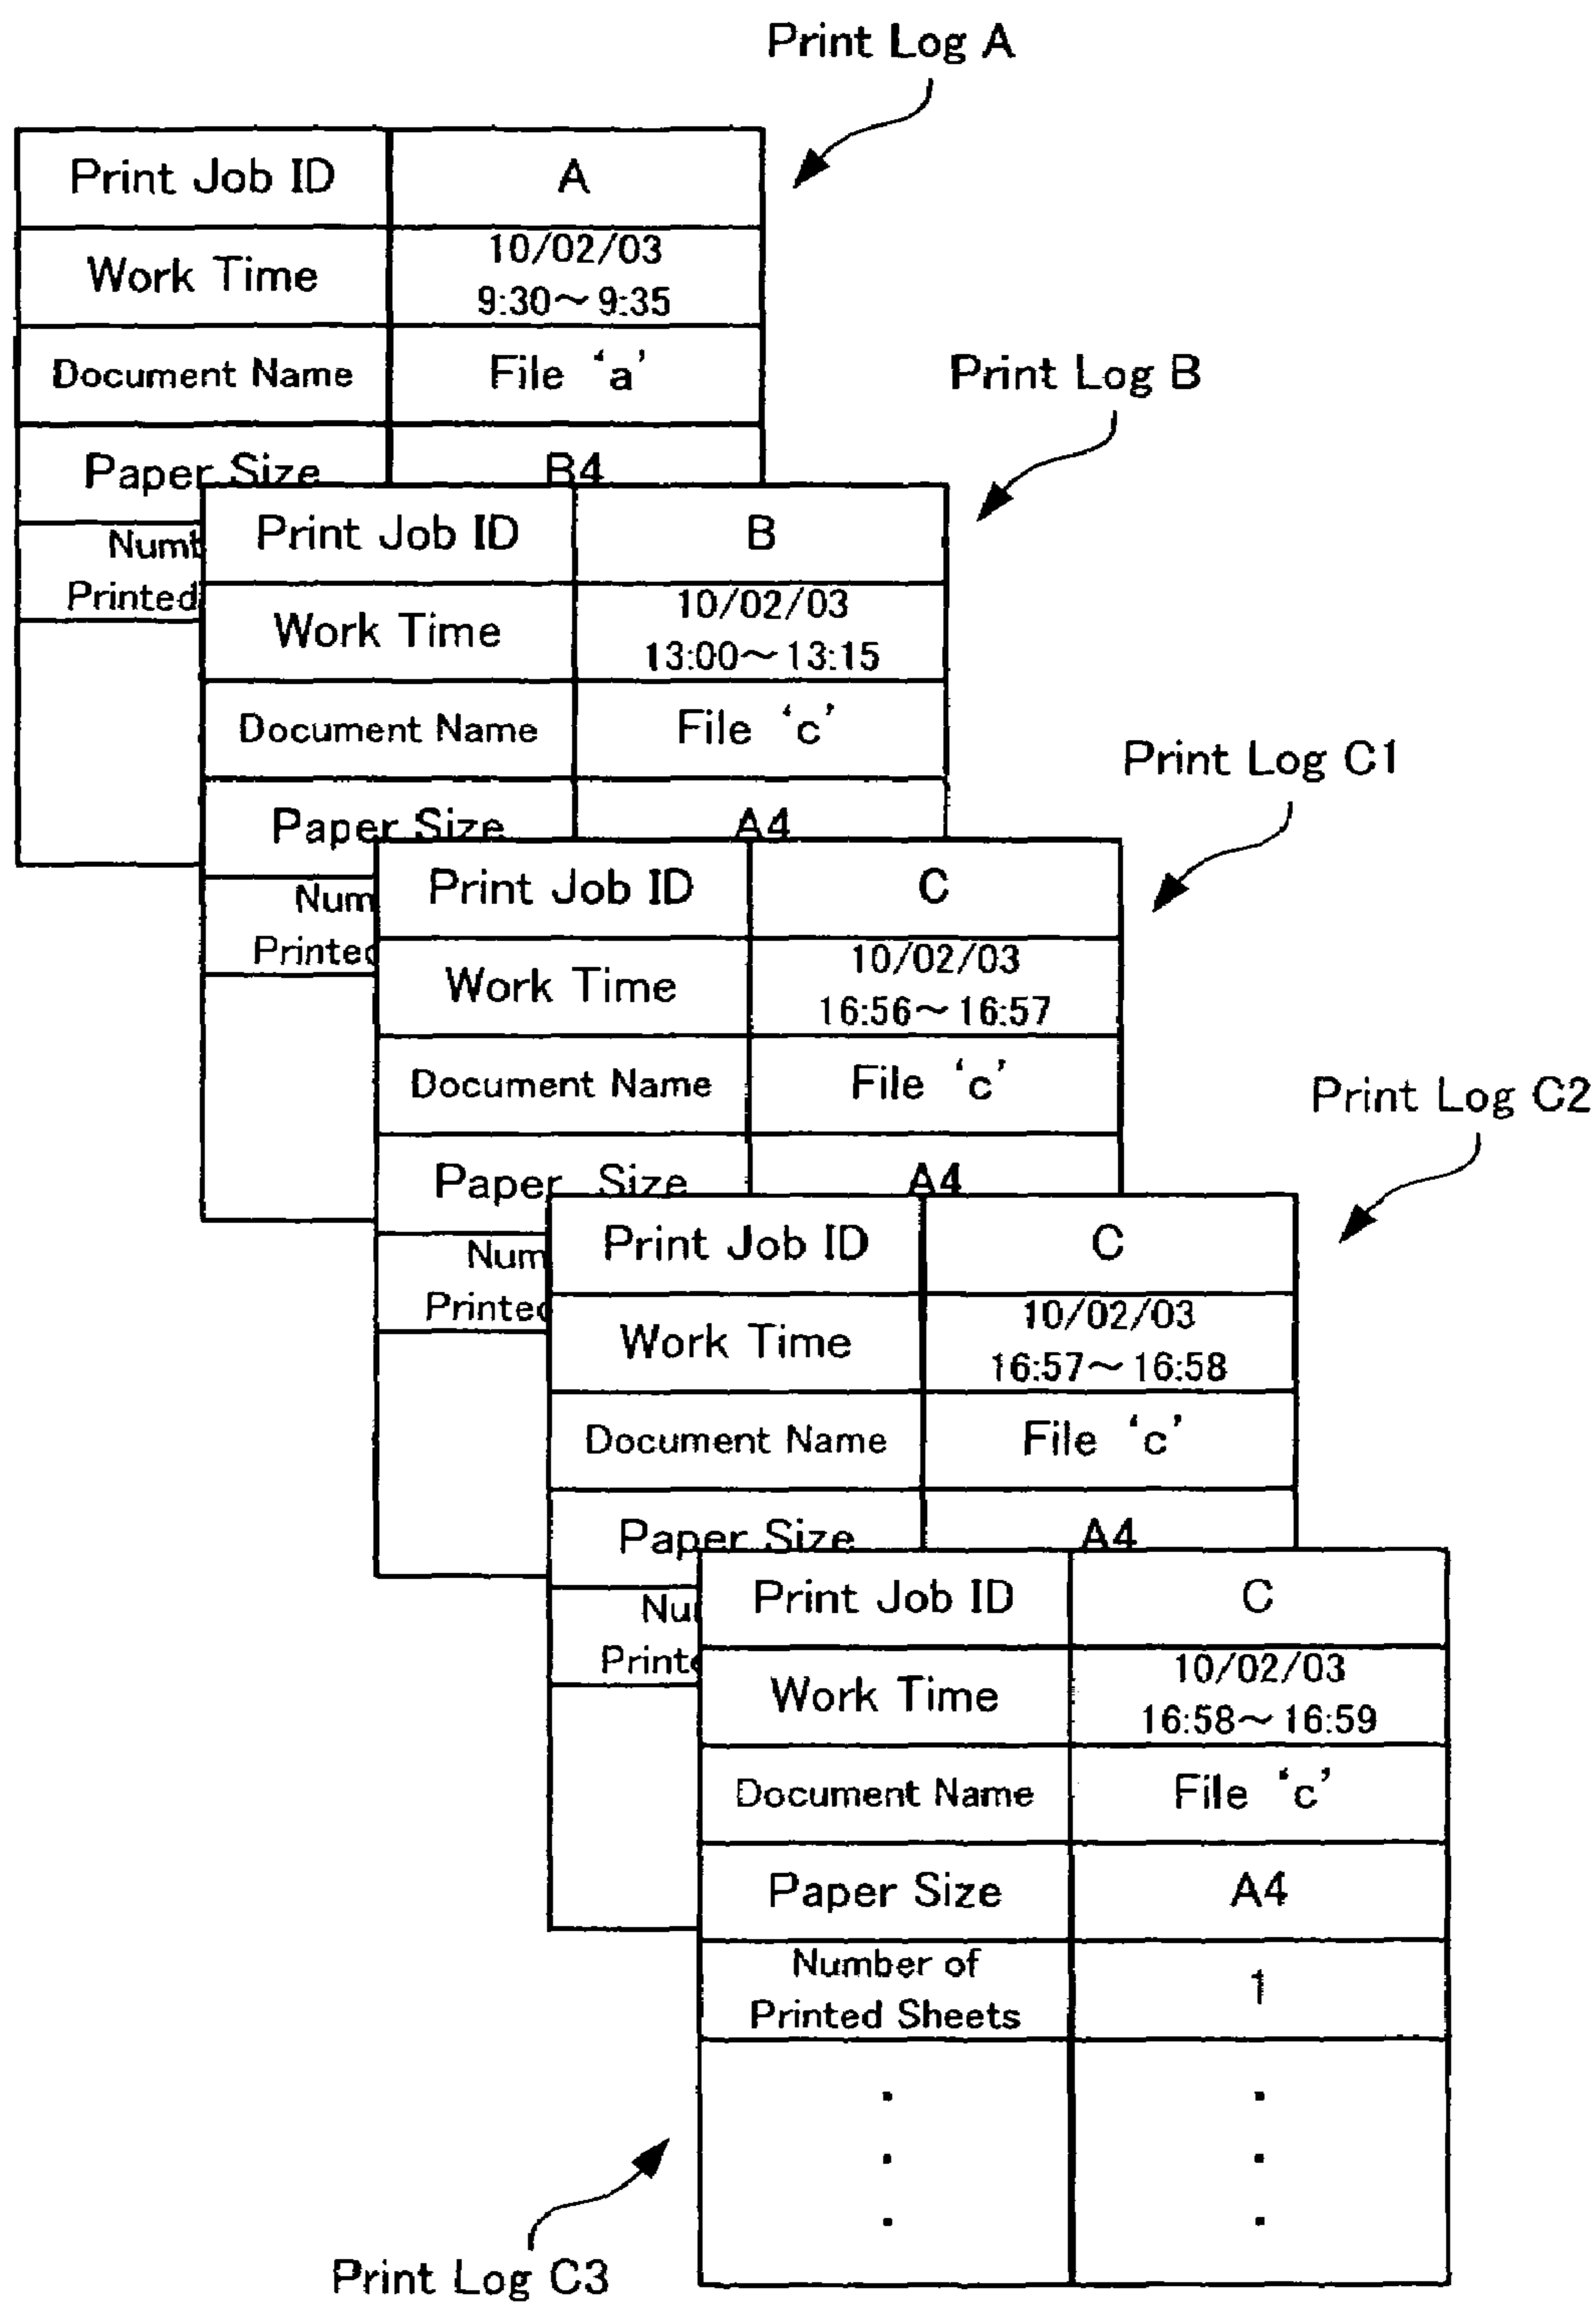 Print Log A
Print Job ID A
Work Time 10/02/03
9:30～9:35
Document Name File ‘a’
Paper Size B4
Printed
Print Log B
Print Job ID B
Work Time 10/02/03
13:00～13:15
Document Name File ‘c’
Paper Size A4
Num
Print Log C1
Print Job ID C
Work Time 10/02/03
16:56～16:57
Document Name File ‘c’
Paper Size A4
Num
Print Log C2
Print Job ID C
Work Time 10/02/03
16:57～16:58
Document Name File ‘c’
Paper Size A4
Print Job ID C
Work Time 10/02/03
16:58～16:59
Document Name File ‘c’
Paper Size A4
Number of
Printed Sheets 1
Print Log C3